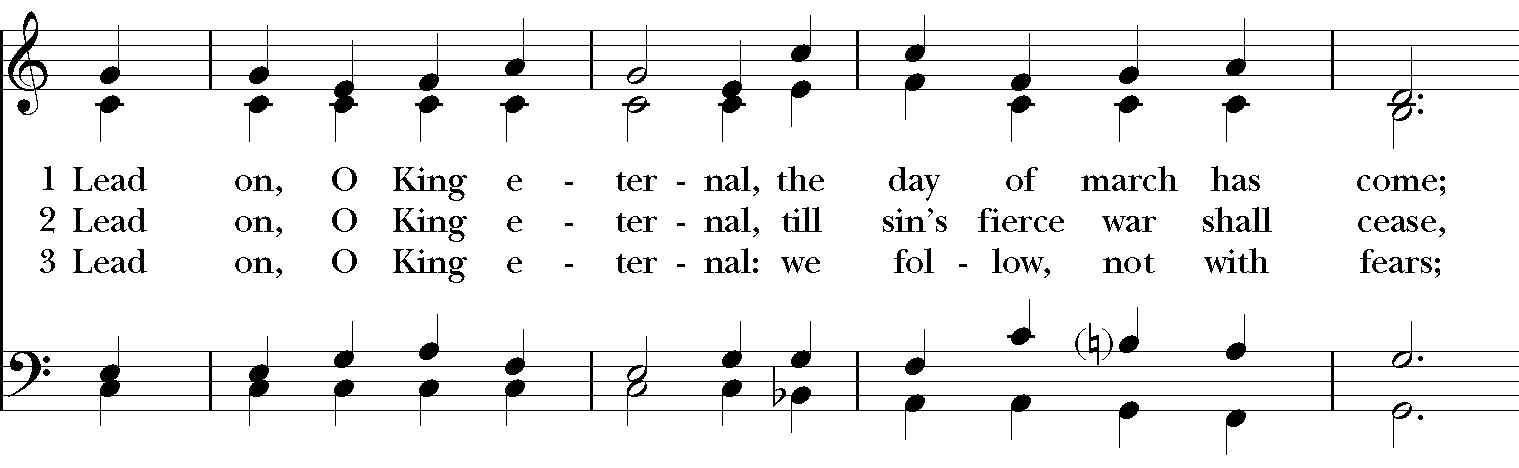 1 Lead on, O King e - ter - nal, the day of march has come;
2 Lead on, O King e - ter - nal, till sin’s fierce war shall cease,
3 Lead on, O King e - ter - nal: we fol - low, not with fears;